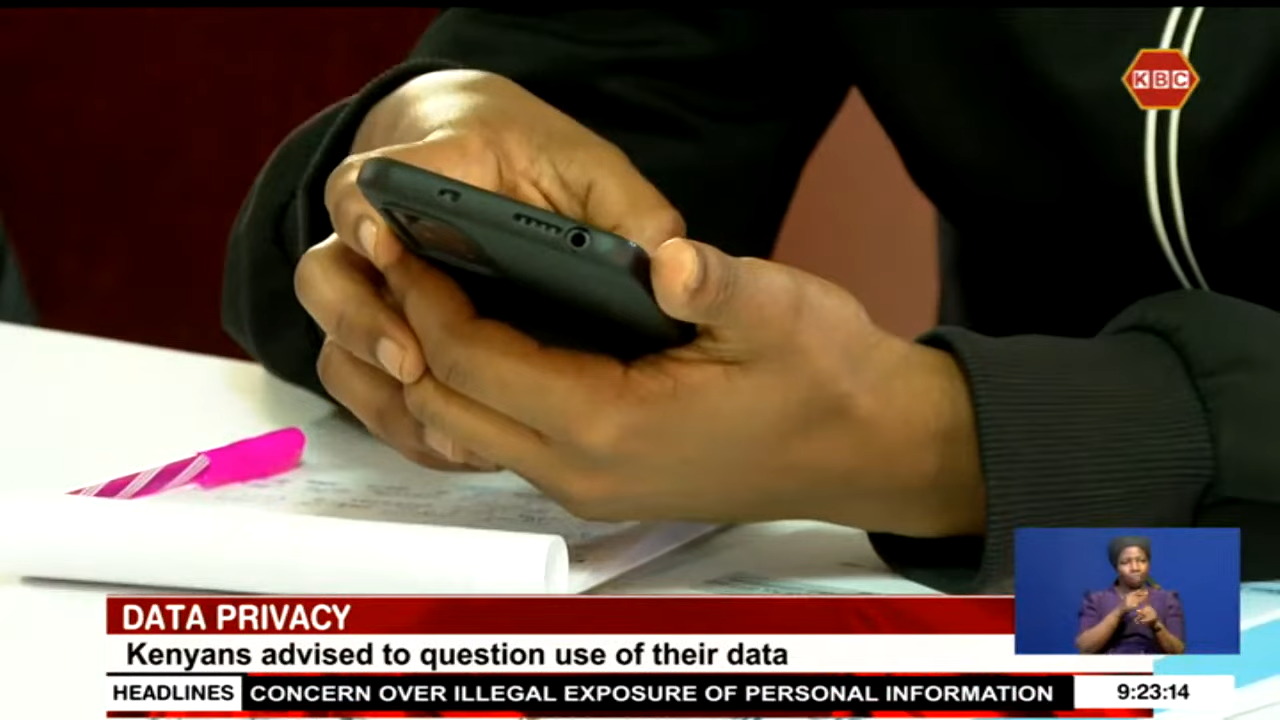 KBC
DATA PRIVACY
Kenyans advised to question use of their data
HEADLINES CONCERN OVER ILLEGAL EXPOSURE OF PERSONAL INFORMATION 9:23:14